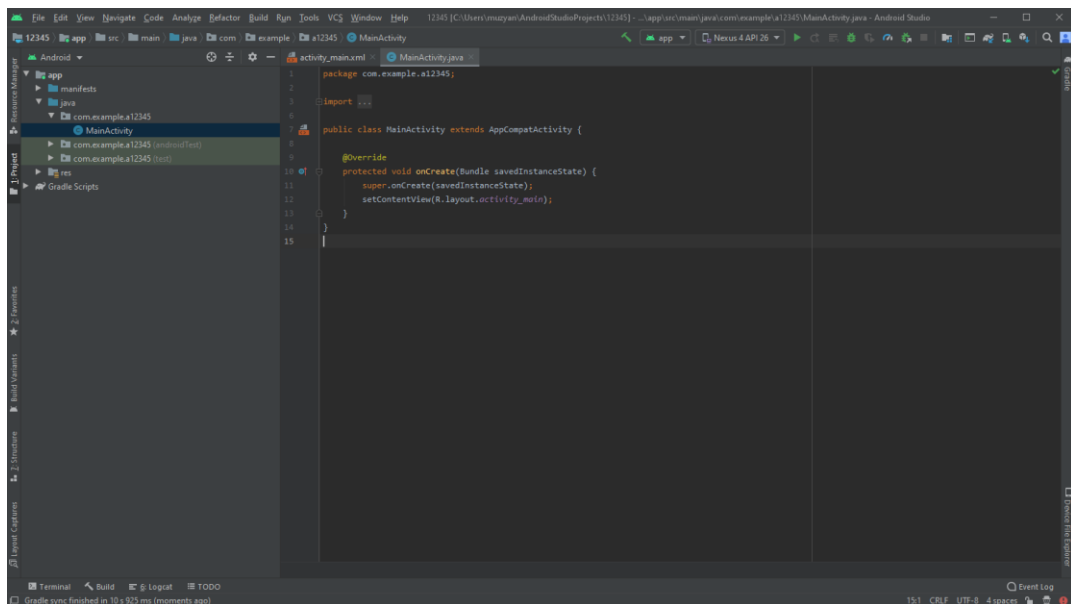 File Edit View Navigate Code Analyze Refactor Build Run Tools VCS Window Help 12345 [C:\Users\muzyan\AndroidStudioProjects\12345] - ...\app\src\main\java\com\example\a12345\MainActivity.java - Android Studio
12345 app src main java com example a12345 MainActivity app Nexus 4 API 26
Android activity_main.xml MainActivity.java
Resource Manager
1: Project
2: Favorites
Build Variants
Z: Structure
Layout Captures
app
manifests
java
com.example.a12345
MainActivity
com.example.a12345 (androidTest)
com.example.a12345 (test)
res
Gradle Scripts
1 package com.example.a12345;
2
3 import ...
6
7 public class MainActivity extends AppCompatActivity {
8
9 @Override
10 protected void onCreate(Bundle savedInstanceState) {
11 super.onCreate(savedInstanceState);
12 setContentView(R.layout.activity_main);
13 }
14 }
15
Gradle
Device File Explorer
Terminal Build 6: Logcat TODO Event Log
Gradle sync finished in 10 s 925 ms (moments ago) 15:1 CRLF UTF-8 4 spaces